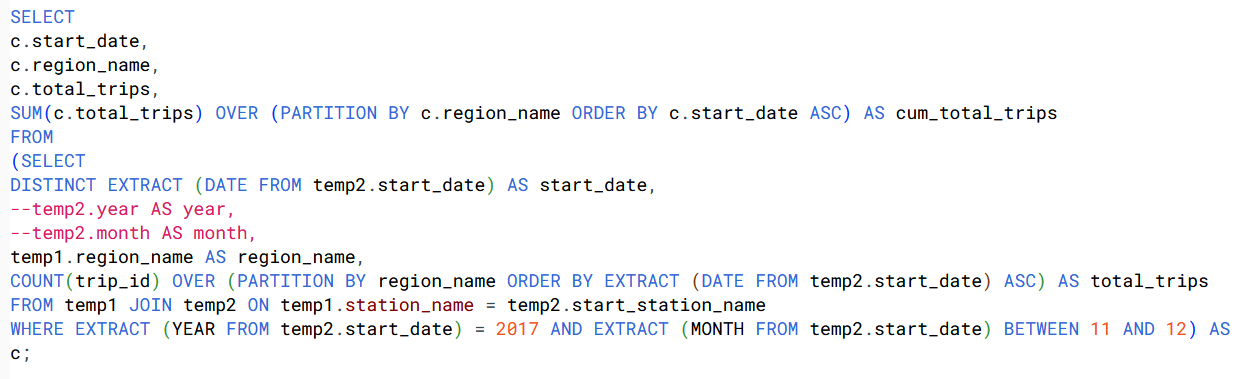 SELECT
c.start_date,
c.region_name,
c.total_trips,
SUM(c.total_trips) OVER (PARTITION BY c.region_name ORDER BY c.start_date ASC) AS cum_total_trips
FROM
(SELECT
DISTINCT EXTRACT (DATE FROM temp2.start_date) AS start_date,
--temp2.year AS year,
--temp2.month AS month,
temp1.region_name AS region_name,
COUNT(trip_id) OVER (PARTITION BY region_name ORDER BY EXTRACT (DATE FROM temp2.start_date) ASC) AS total_trips
FROM temp1 JOIN temp2 ON temp1.station_name = temp2.start_station_name
WHERE EXTRACT (YEAR FROM temp2.start_date) = 2017 AND EXTRACT (MONTH FROM temp2.start_date) BETWEEN 11 AND 12) AS
c;